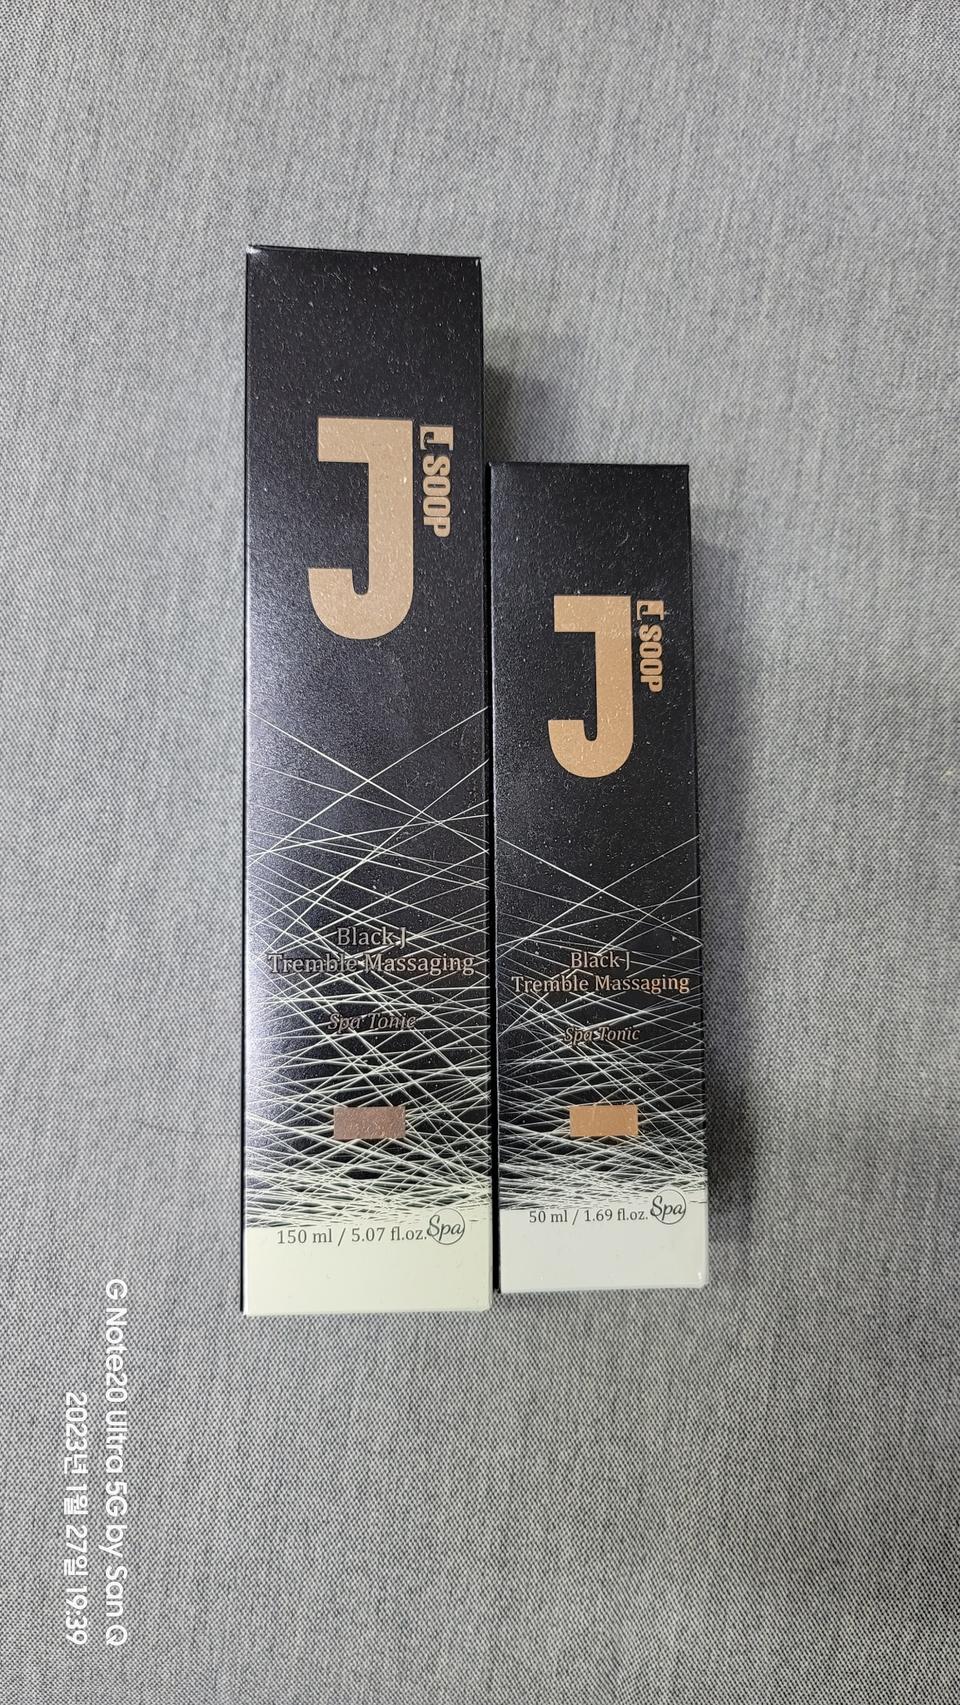 J
J SOOP
Black-J
Tremble Massaging
Spa Tonic
150 ml / 5.07 fl.oz.
Spa
J
J SOOP
Black-J
Tremble Massaging
Spa Tonic
50 ml / 1.69 fl.oz.
Spa
G Note20 Ultra 5G by San Q
2023년 1월 27일 19:39